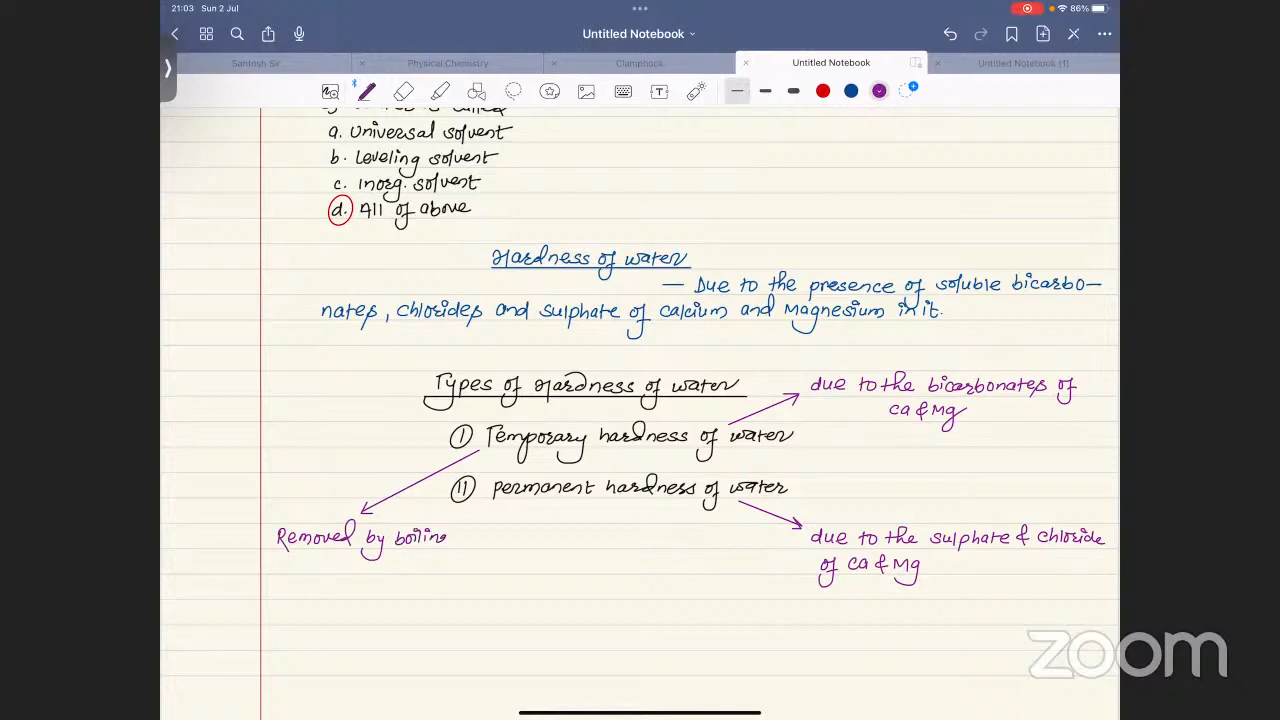 21:03 Sun 2 Jul
86%
Untitled Notebook
Santosh Sir
Physical Chemistry
Clamphook
Untitled Notebook
Untitled Notebook (1)
a. Universal solvent
b. Leveling solvent
c. Inorg. solvent
d. All of above
Hardness of water
— Due to the presence of soluble bicarbo-
nates, chlorides and sulphate of calcium and Magnesium in it.
Types of Hardness of water
due to the bicarbonates of
Ca & Mg
I Temporary hardness of water
II permanent hardness of water
Removed by boiling
due to the sulphate & chloride
of Ca & Mg
zoom